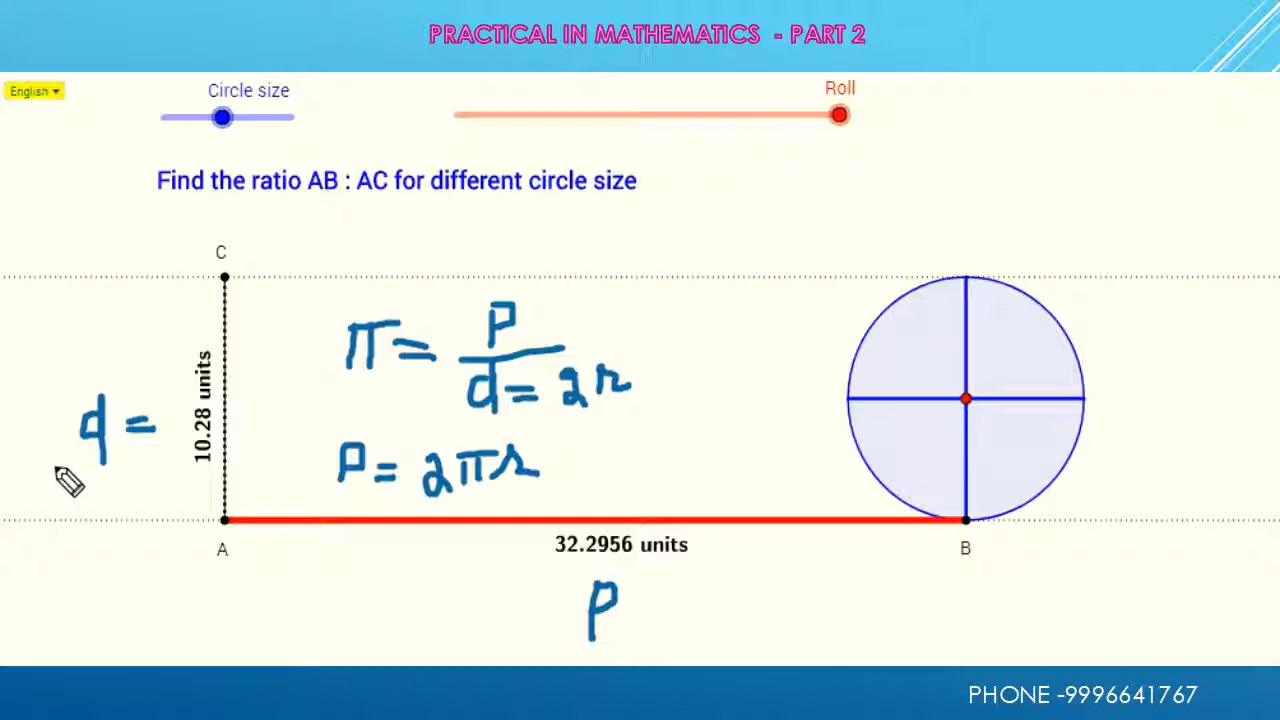 PRACTICAL IN MATHEMATICS - PART 2
English
Circle size
Roll
Find the ratio AB : AC for different circle size
C
10.28 units
d =
π = P
d = 2r
P = 2πr
A
32.2956 units
B
P
PHONE -9996641767